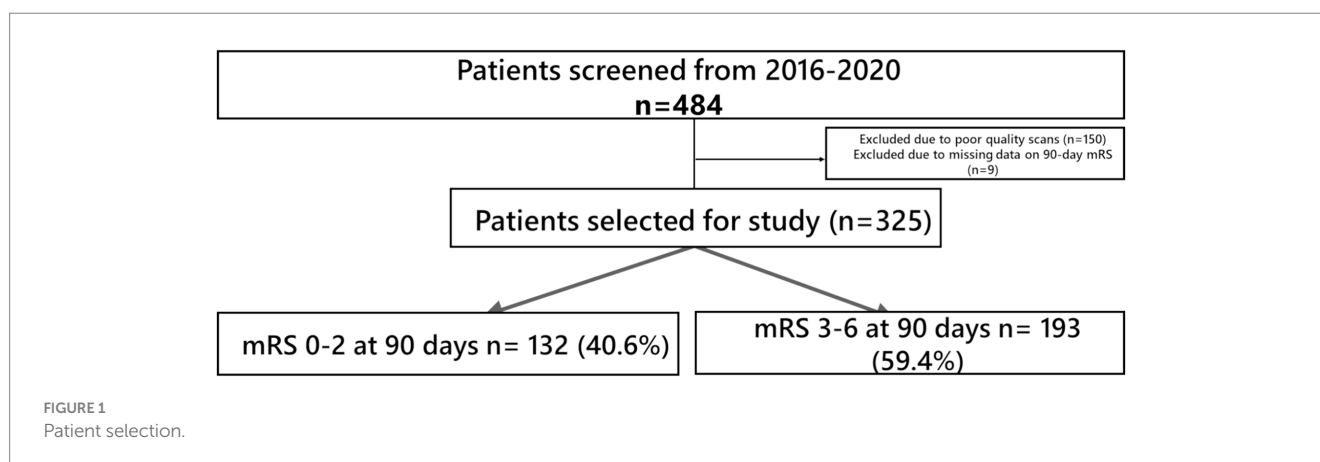 Patients screened from 2016-2020
n=484
Excluded due to poor quality scans (n=150)
Excluded due to missing data on 90-day mRS
(n=9)
Patients selected for study (n=325)
mRS 0-2 at 90 days n= 132 (40.6%)
mRS 3-6 at 90 days n= 193
(59.4%)
FIGURE 1
Patient selection.